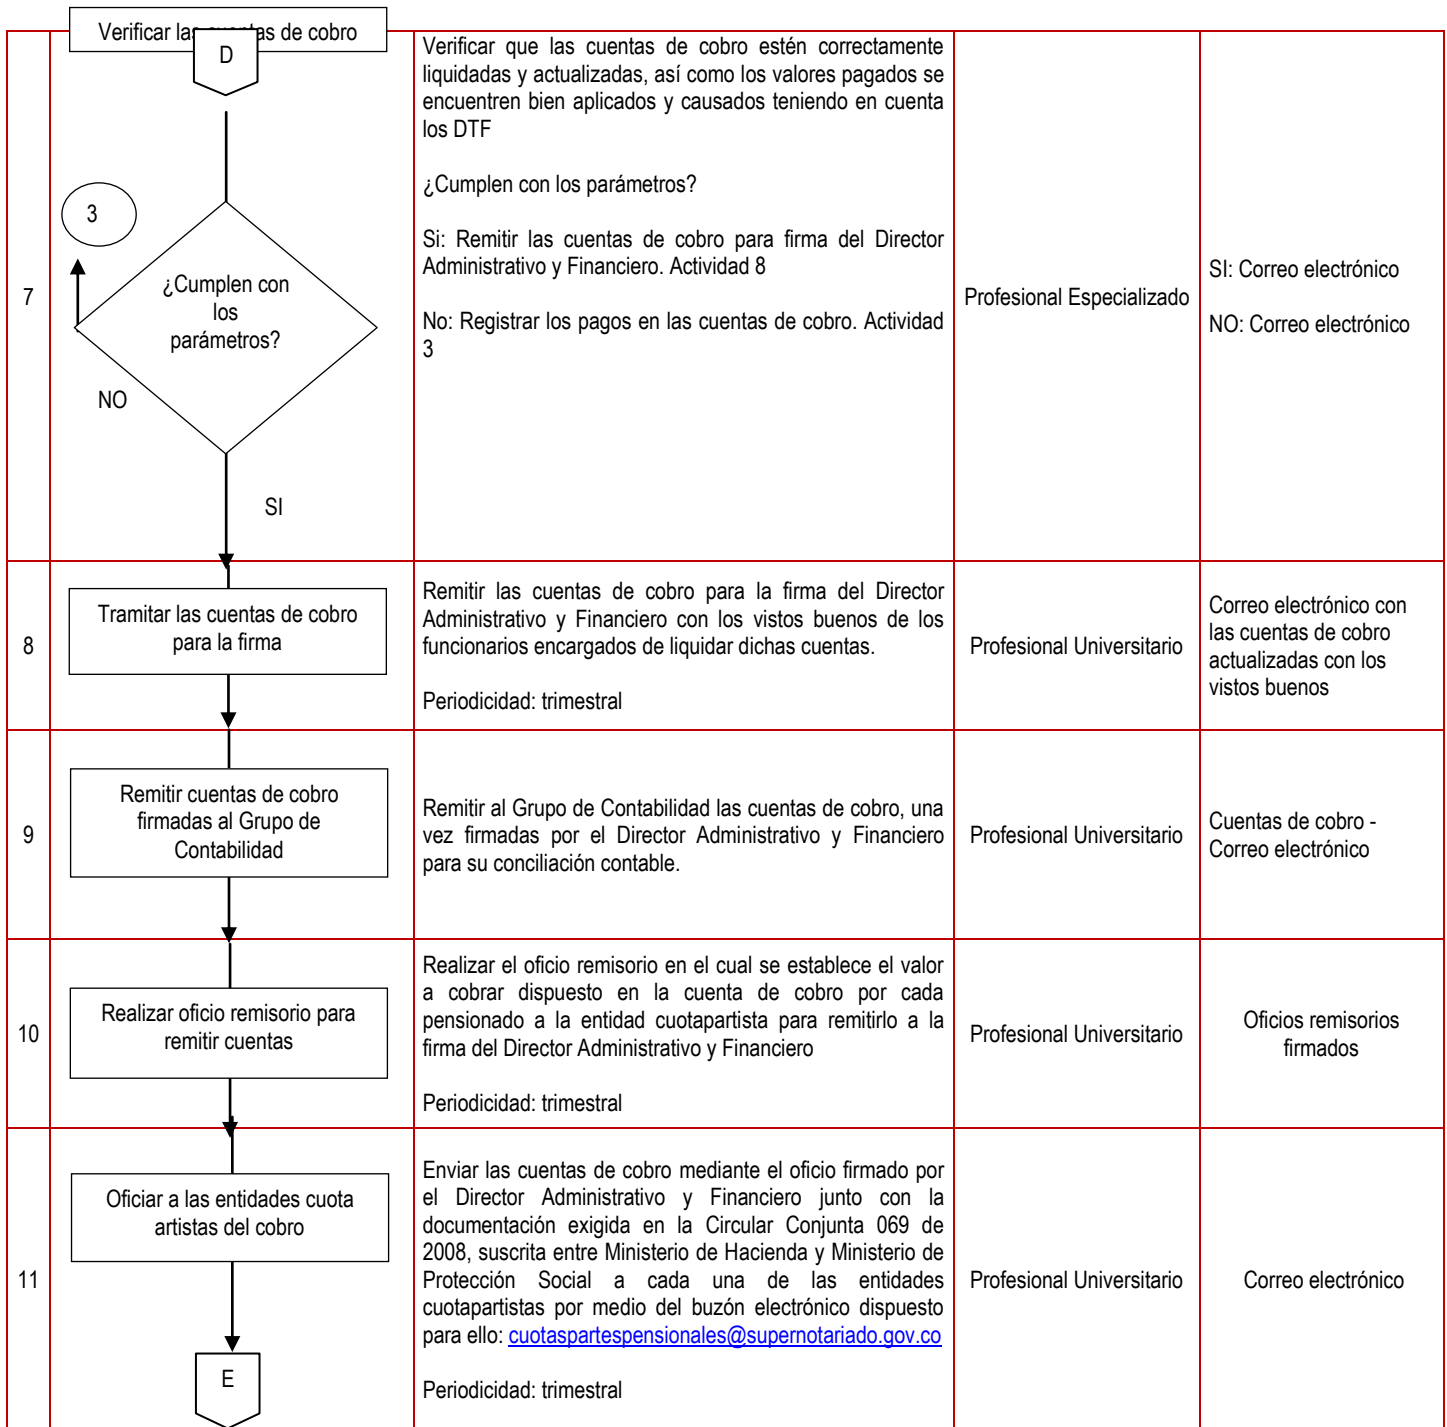 Verificar las cuentas de cobro
D
7
3
¿Cumplen con
los
parámetros?
NO
SI
Verificar que las cuentas de cobro estén correctamente
liquidadas y actualizadas, así como los valores pagados se
encuentren bien aplicados y causados teniendo en cuenta
los DTF
¿Cumplen con los parámetros?
Si: Remitir las cuentas de cobro para firma del Director
Administrativo y Financiero. Actividad 8
No: Registrar los pagos en las cuentas de cobro. Actividad
3
Profesional Especializado
SI: Correo electrónico
NO: Correo electrónico
8
Tramitar las cuentas de cobro
para la firma
Remitir las cuentas de cobro para la firma del Director
Administrativo y Financiero con los vistos buenos de los
funcionarios encargados de liquidar dichas cuentas.
Periodicidad: trimestral
Profesional Universitario
Correo electrónico con
las cuentas de cobro
actualizadas con los
vistos buenos
9
Remitir cuentas de cobro
firmadas al Grupo de
Contabilidad
Remitir al Grupo de Contabilidad las cuentas de cobro, una
vez firmadas por el Director Administrativo y Financiero
para su conciliación contable.
Profesional Universitario
Cuentas de cobro -
Correo electrónico
10
Realizar oficio remisorio para
remitir cuentas
Realizar el oficio remisorio en el cual se establece el valor
a cobrar dispuesto en la cuenta de cobro por cada
pensionado a la entidad cuotapartista para remitirlo a la
firma del Director Administrativo y Financiero
Periodicidad: trimestral
Profesional Universitario
Oficios remisorios
firmados
11
Oficiar a las entidades cuota
artistas del cobro
E
Enviar las cuentas de cobro mediante el oficio firmado por
el Director Administrativo y Financiero junto con la
documentación exigida en la Circular Conjunta 069 de
2008, suscrita entre Ministerio de Hacienda y Ministerio de
Protección Social a cada una de las entidades
cuotapartistas por medio del buzón electrónico dispuesto
para ello: cuotaspartespensionales@supernotariado.gov.co
Periodicidad: trimestral
Profesional Universitario
Correo electrónico